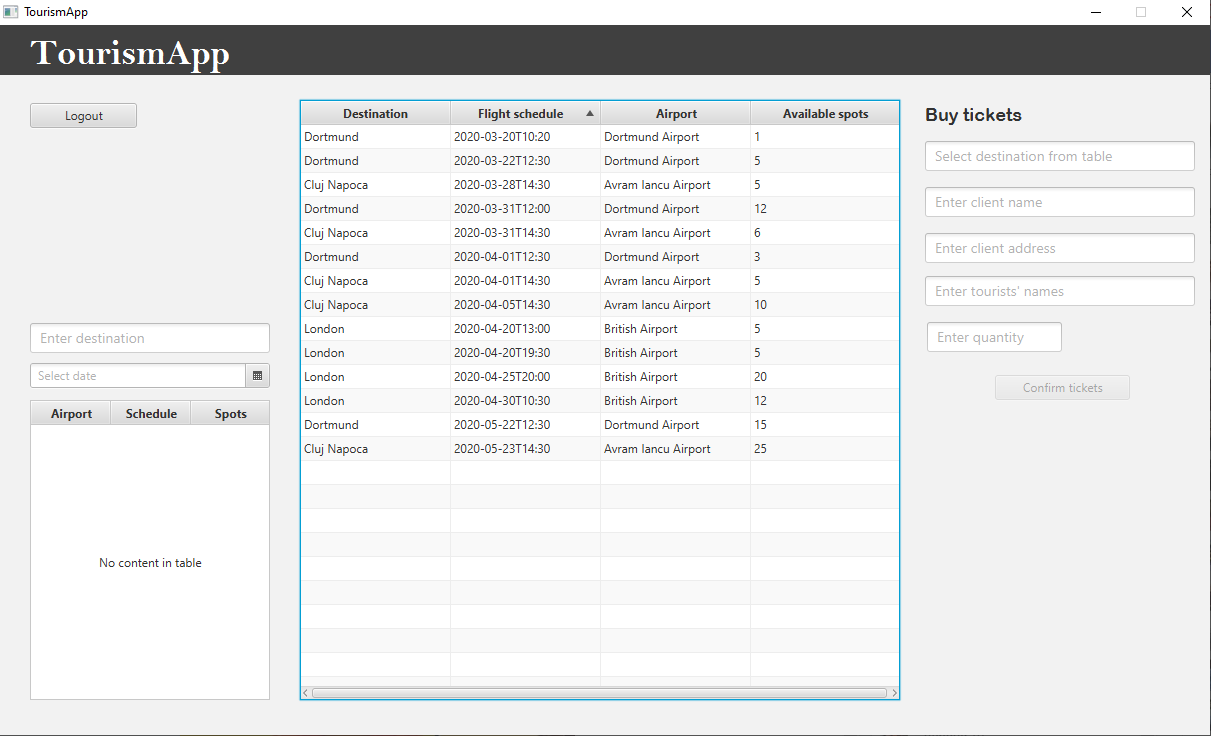 TourismApp
TourismApp
Logout
Enter destination
Select date
Airport Schedule Spots
No content in table
Destination Flight schedule Airport Available spots
Dortmund 2020-03-20T10:20 Dortmund Airport 1
Dortmund 2020-03-22T12:30 Dortmund Airport 5
Cluj Napoca 2020-03-28T14:30 Avram Iancu Airport 5
Dortmund 2020-03-31T12:00 Dortmund Airport 12
Cluj Napoca 2020-03-31T14:30 Avram Iancu Airport 6
Dortmund 2020-04-01T12:30 Dortmund Airport 3
Cluj Napoca 2020-04-01T14:30 Avram Iancu Airport 5
Cluj Napoca 2020-04-05T14:30 Avram Iancu Airport 10
London 2020-04-20T13:00 British Airport 5
London 2020-04-20T19:30 British Airport 5
London 2020-04-25T20:00 British Airport 20
London 2020-04-30T10:30 British Airport 12
Dortmund 2020-05-22T12:30 Dortmund Airport 15
Cluj Napoca 2020-05-23T14:30 Avram Iancu Airport 25
Buy tickets
Select destination from table
Enter client name
Enter client address
Enter tourists' names
Enter quantity
Confirm tickets